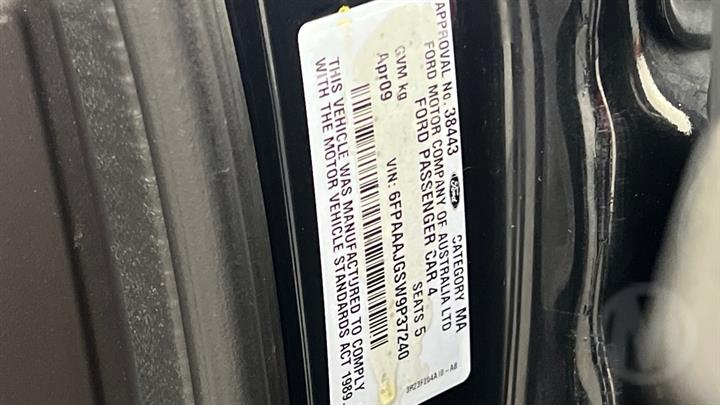 APPROVAL No. 38443 CATEGORY MA
FORD MOTOR COMPANY OF AUSTRALIA LTD
Ford
FORD PASSENGER CAR 4
GVM kg SEATS 5
Apr09 VIN: 6FPAAAJGSW9P37240
THIS VEHICLE WAS MANUFACTURED TO COMPLY
WITH THE MOTOR VEHICLE STANDARDS ACT 1989.
M